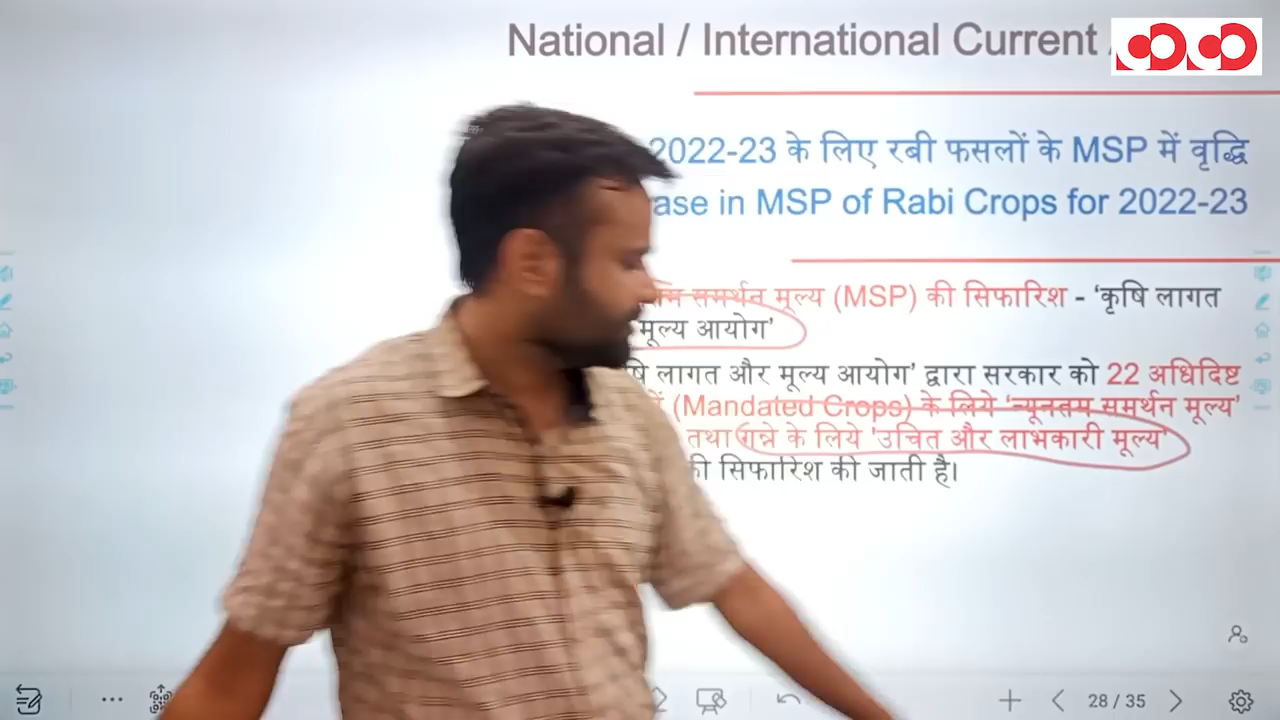 National / International Current
2022-23 के लिए रबी फसलों के MSP में वृद्धि
ase in MSP of Rabi Crops for 2022-23
समर्थन मूल्य (MSP) की सिफारिश - ‘कृषि लागत
मूल्य आयोग’
षि लागत और मूल्य आयोग’ द्वारा सरकार को 22 अधिदिष्ट
(Mandated Crops) के लिये ‘न्यूनतम समर्थन मूल्य’
तथा गन्ने के लिये 'उचित और लाभकारी मूल्य'
की सिफारिश की जाती है।
28 / 35